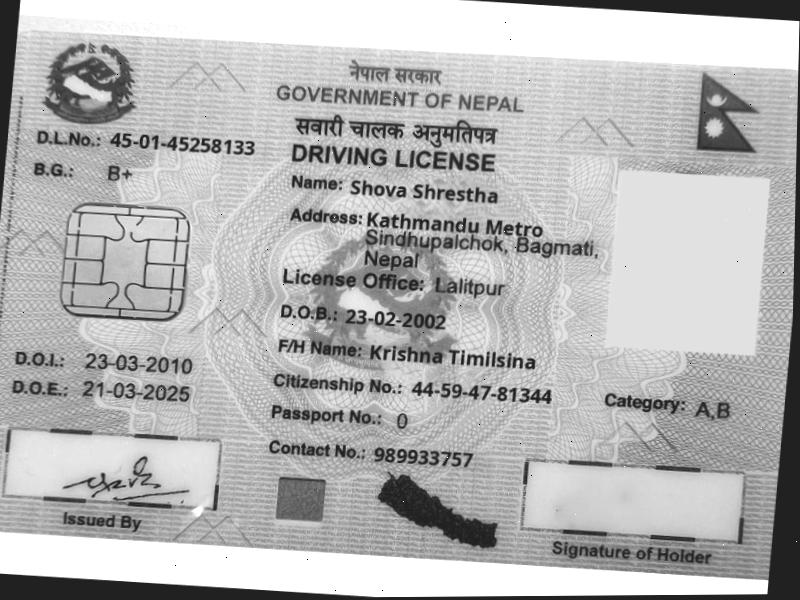 नेपाल सरकार
GOVERNMENT OF NEPAL
सवारी चालक अनुमतिपत्र
DRIVING LICENSE
D.L.No.: 45-01-45258133
B.G.: B+
Name: Shova Shrestha
Address: Kathmandu Metro
Sindhupalchok, Bagmati,
Nepal
License Office: Lalitpur
D.O.B.: 23-02-2002
F/H Name: Krishna Timilsina
D.O.I.: 23-03-2010
D.O.E.: 21-03-2025
Citizenship No.: 44-59-47-81344
Category: A,B
Passport No.: 0
Contact No.: 989933757
Issued By
Signature of Holder